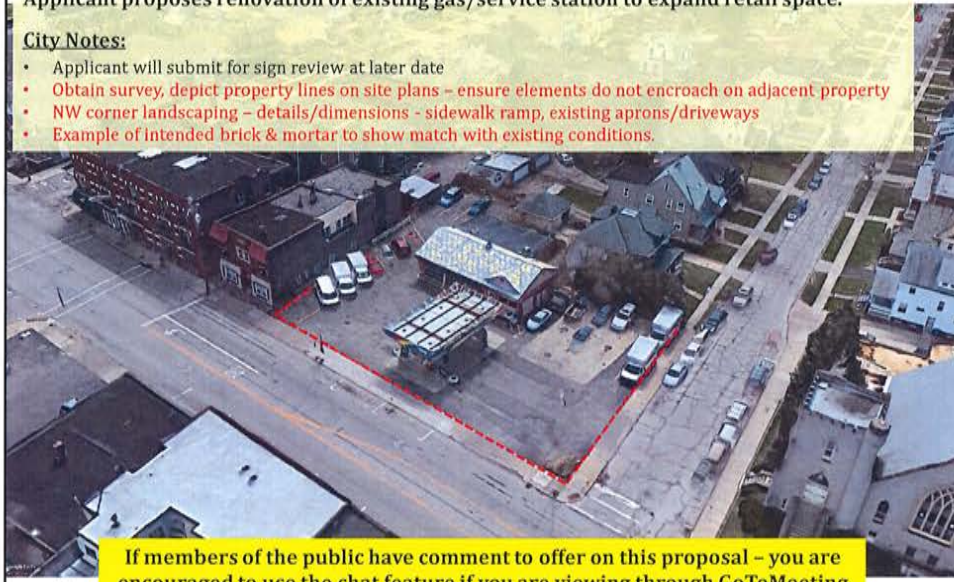 Applicant proposes renovation of existing gas/service station to expand retail space.
City Notes:
• Applicant will submit for sign review at later date
• Obtain survey, depict property lines on site plans – ensure elements do not encroach on adjacent property
• NW corner landscaping – details/dimensions - sidewalk ramp, existing aprons/driveways
• Example of intended brick & mortar to show match with existing conditions.
If members of the public have comment to offer on this proposal – you are
encouraged to use the chat feature if you are viewing through GoToMeeting